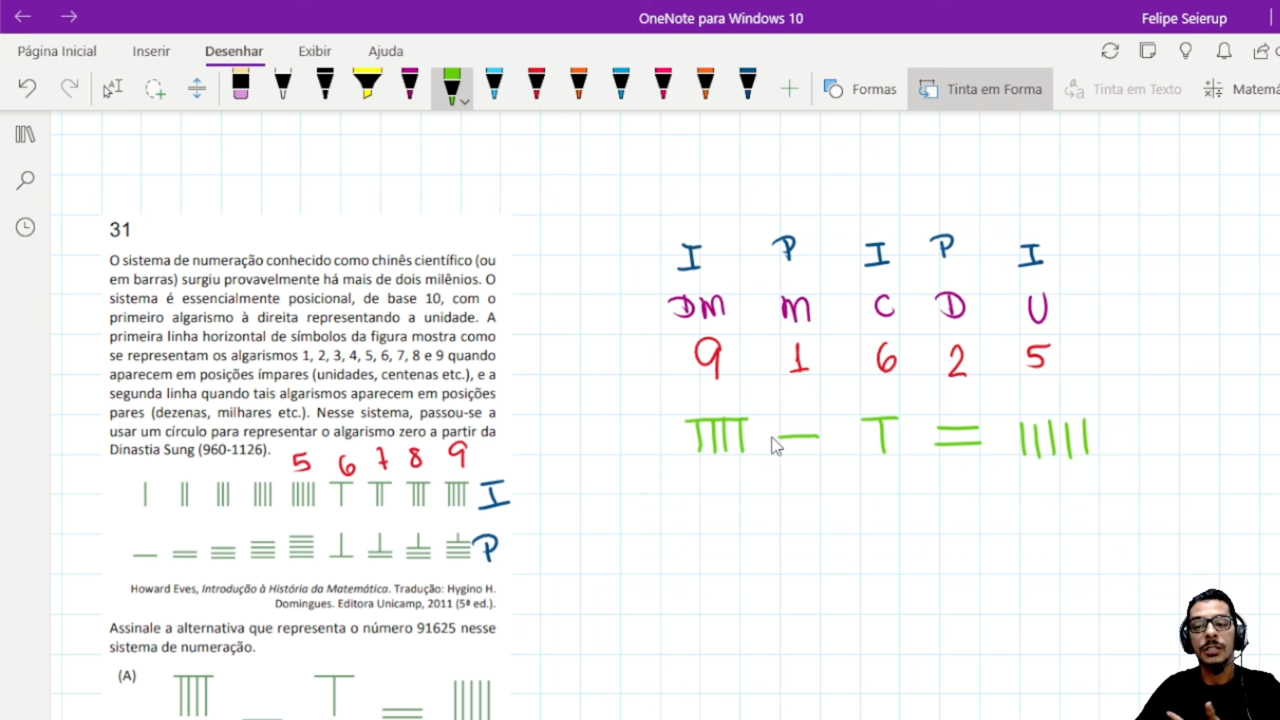 OneNote para Windows 10
Felipe Seierup
Página Inicial Inserir Desenhar Exibir Ajuda
Formas Tinta em Forma Tinta em Texto
31
O sistema de numeração conhecido como chinês científico (ou
em barras) surgiu provavelmente há mais de dois milênios. O
sistema é essencialmente posicional, de base 10, com o
primeiro algarismo à direita representando a unidade. A
primeira linha horizontal de símbolos da figura mostra como
se representam os algarismos 1, 2, 3, 4, 5, 6, 7, 8 e 9 quando
aparecem em posições ímpares (unidades, centenas etc.), e a
segunda linha quando tais algarismos aparecem em posições
pares (dezenas, milhares etc.). Nesse sistema, passou-se a
usar um círculo para representar o algarismo zero a partir da
Dinastia Sung (960-1126).
5 6 7 8 9
I
P
Howard Eves, Introdução à História da Matemática. Tradução: Hygino H.
Domingues. Editora Unicamp, 2011 (5ª ed.).
Assinale a alternativa que representa o número 91625 nesse
sistema de numeração.
(A)
I P I P I
DM M C D U
9 1 6 2 5